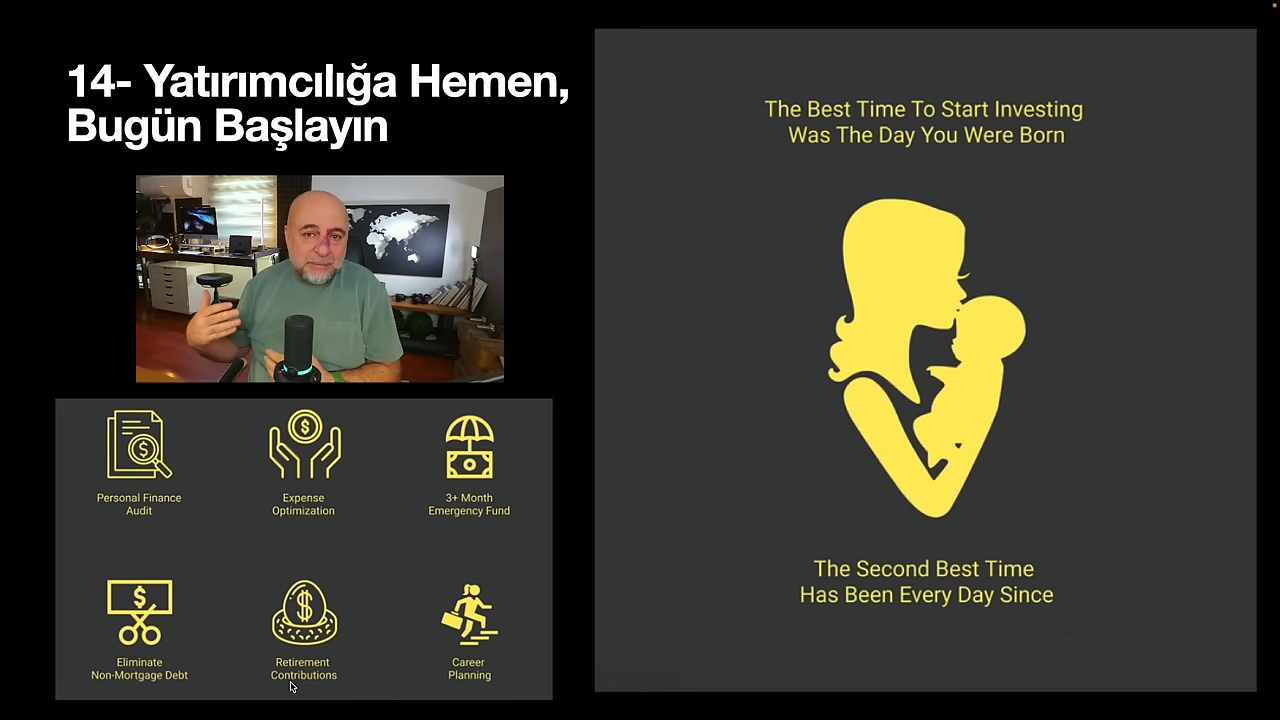 14- Yatırımcılığa Hemen,
Bugün Başlayın
Personal Finance
Audit
Expense
Optimization
3+ Month
Emergency Fund
Eliminate
Non-Mortgage Debt
Retirement
Contributions
Career
Planning
The Best Time To Start Investing
Was The Day You Were Born
The Second Best Time
Has Been Every Day Since